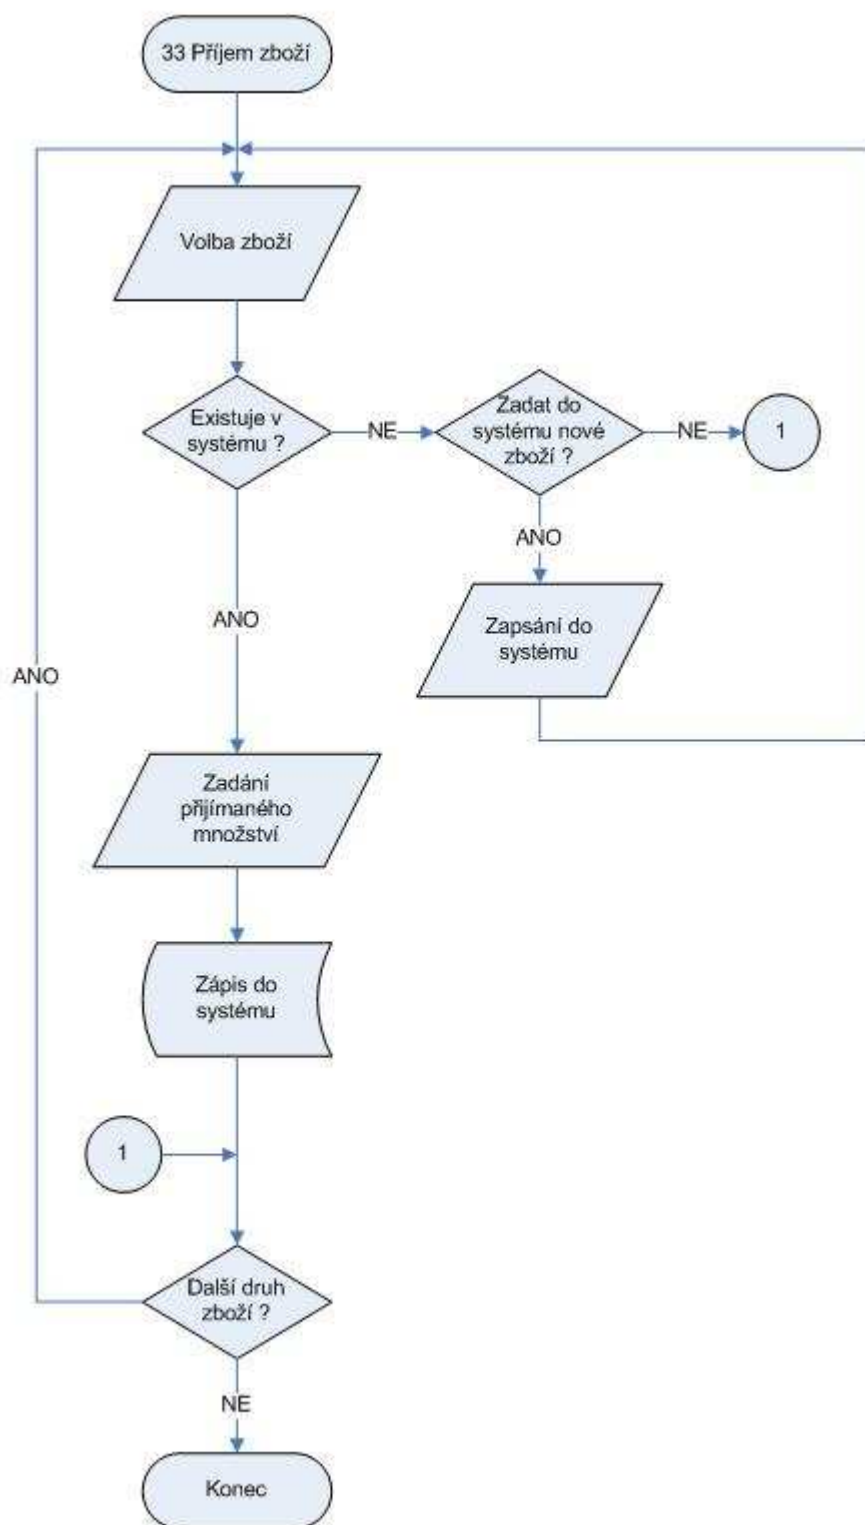 33 Příjem zboží
Volba zboží
Existuje v
systému ?
NE
Zadat do
systému nové
zboží ?
NE
1
ANO
ANO
Zapsání do
systému
ANO
Zadání
přijímaného
množství
Zápis do
systému
1
Další druh
zboží ?
NE
Konec